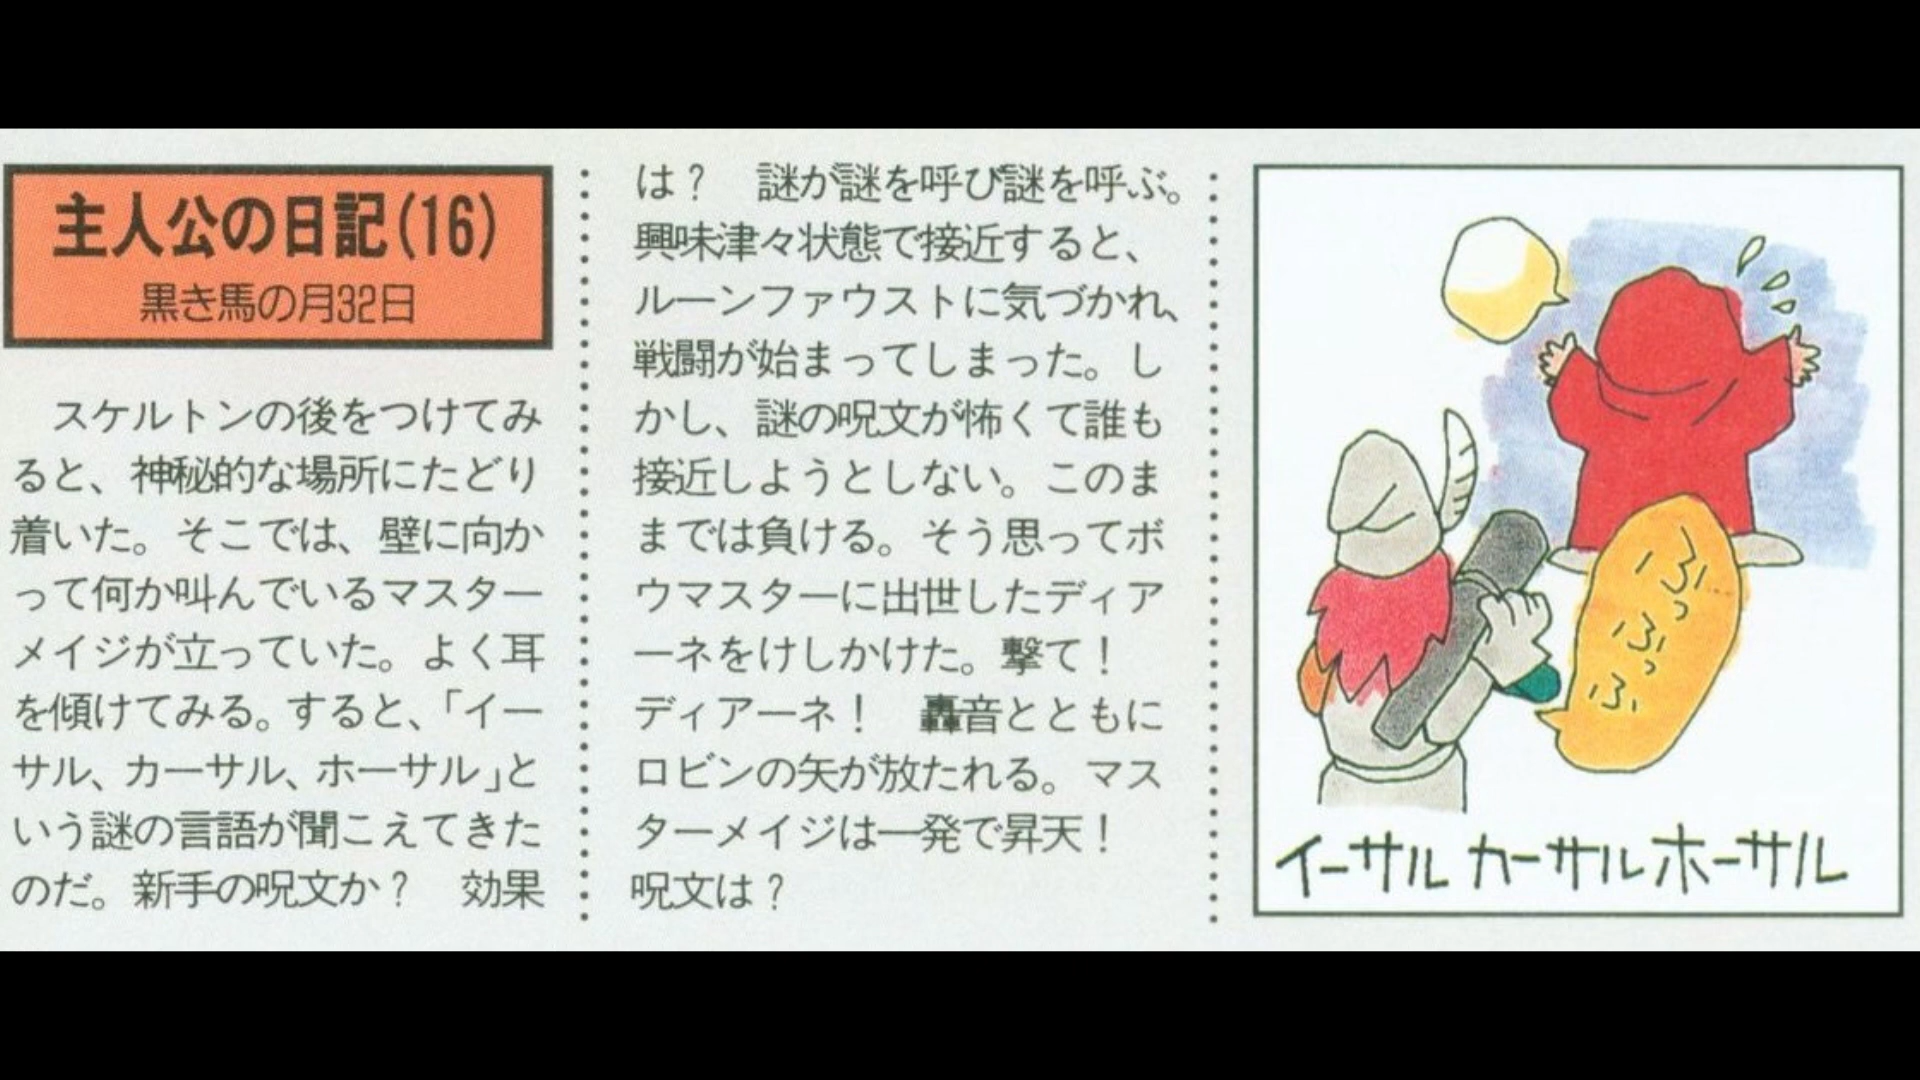 主人公の日記(16)
黒き馬の月32日
スケルトンの後をつけてみ
ると、神秘的な場所にたどり
着いた。そこでは、壁に向か
って何か叫んでいるマスター
メイジが立っていた。よく耳
を傾けてみる。すると、「イー
サル、カーサル、ホーサル」と
いう謎の言語が聞こえてきた
のだ。新手の呪文か？　効果
は？　謎が謎を呼び謎を呼ぶ。
興味津々状態で接近すると、
ルーンファウストに気づかれ、
戦闘が始まってしまった。し
かし、謎の呪文が怖くて誰も
接近しようとしない。このま
までは負ける。そう思ってボ
ウマスターに出世したディア
ーネをけしかけた。撃て！
ディアーネ！　轟音とともに
ロビンの矢が放たれる。マス
ターメイジは一発で昇天！
呪文は？
ふっふっふ
イーサル カーサル ホーサル